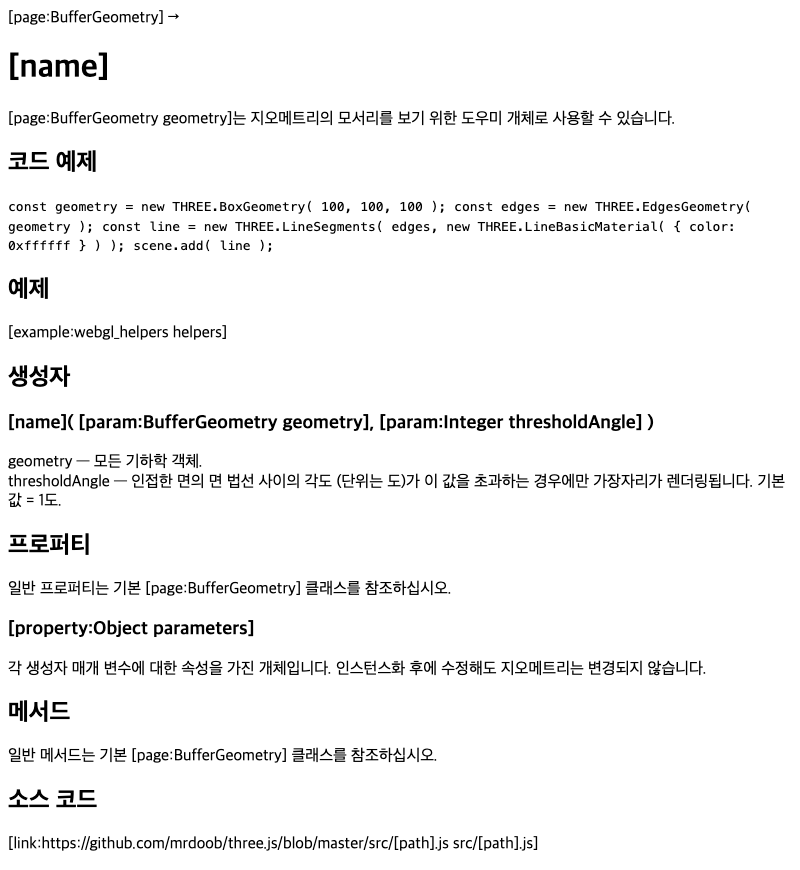 [page:BufferGeometry] →
[name]
[page:BufferGeometry geometry]는 지오메트리의 모서리를 보기 위한 도우미 개체로 사용할 수 있습니다.
코드 예제
const geometry = new THREE.BoxGeometry( 100, 100, 100 ); const edges = new THREE.EdgesGeometry(
geometry ); const line = new THREE.LineSegments( edges, new THREE.LineBasicMaterial( { color:
0xffffff } ) ); scene.add( line );
예제
[example:webgl_helpers helpers]
생성자
[name]( [param:BufferGeometry geometry], [param:Integer thresholdAngle] )
geometry — 모든 기하학 객체.
thresholdAngle — 인접한 면의 면 법선 사이의 각도 (단위는 도)가 이 값을 초과하는 경우에만 가장자리가 렌더링됩니다. 기본
값 = 1도.
프로퍼티
일반 프로퍼티는 기본 [page:BufferGeometry] 클래스를 참조하십시오.
[property:Object parameters]
각 생성자 매개 변수에 대한 속성을 가진 개체입니다. 인스턴스화 후에 수정해도 지오메트리는 변경되지 않습니다.
메서드
일반 메서드는 기본 [page:BufferGeometry] 클래스를 참조하십시오.
소스 코드
[link:https://github.com/mrdoob/three.js/blob/master/src/[path].js src/[path].js]